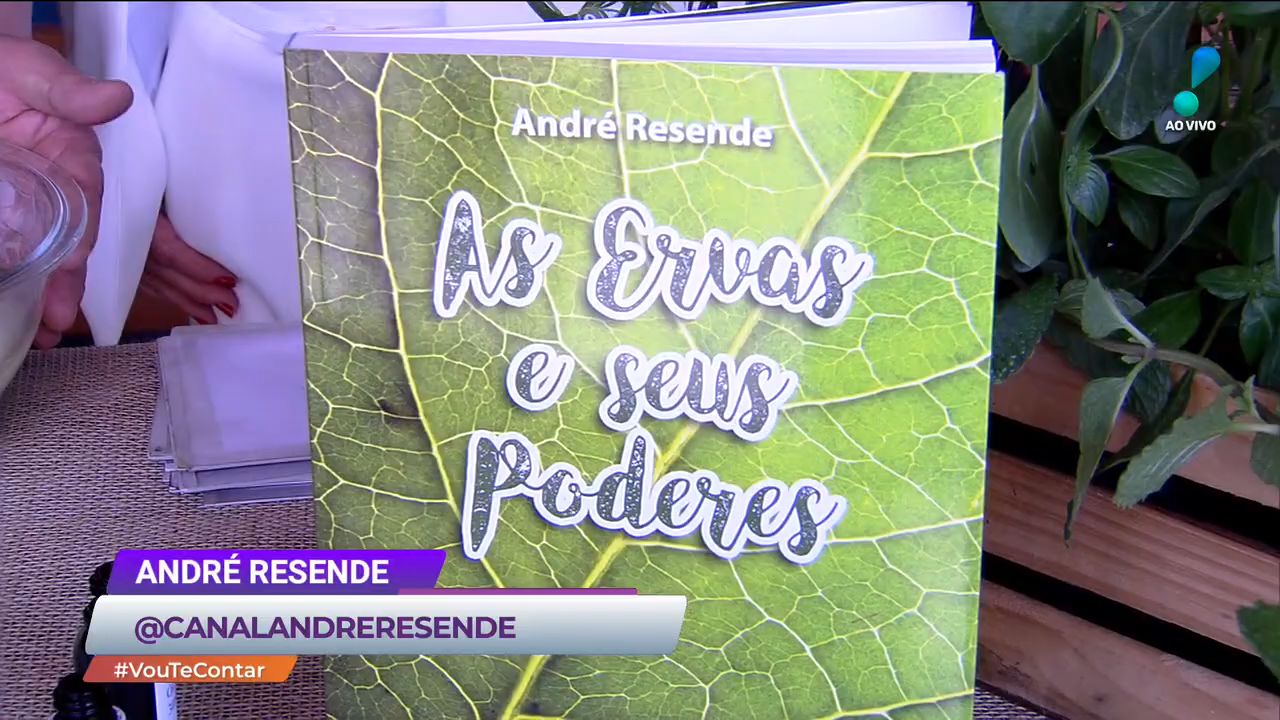 André Resende
As Ervas
e seus
Poderes
AO VIVO
ANDRÉ RESENDE
@CANALANDRERESENDE
#VouTeContar